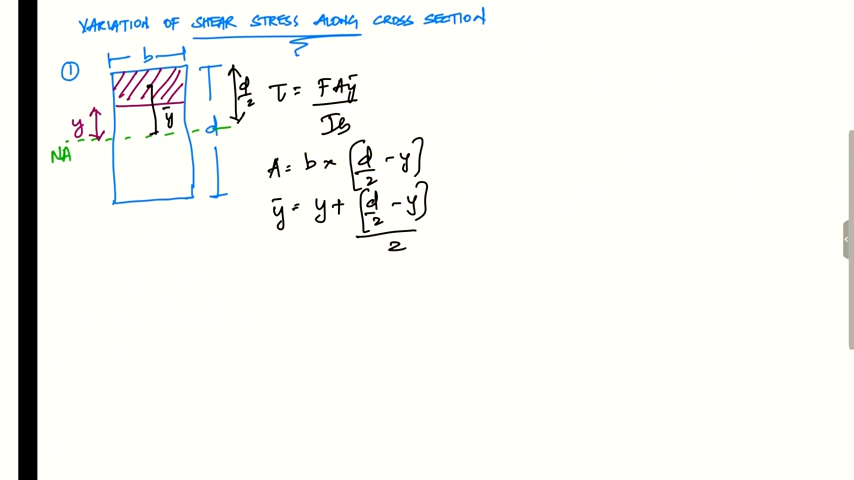 VARIATION OF SHEAR STRESS ALONG CROSS SECTION
①
b
d/2
τ = FAȳ / Ib
y
ȳ
d
NA
A = b × [d/2 - y]
ȳ = y + [d/2 - y] / 2